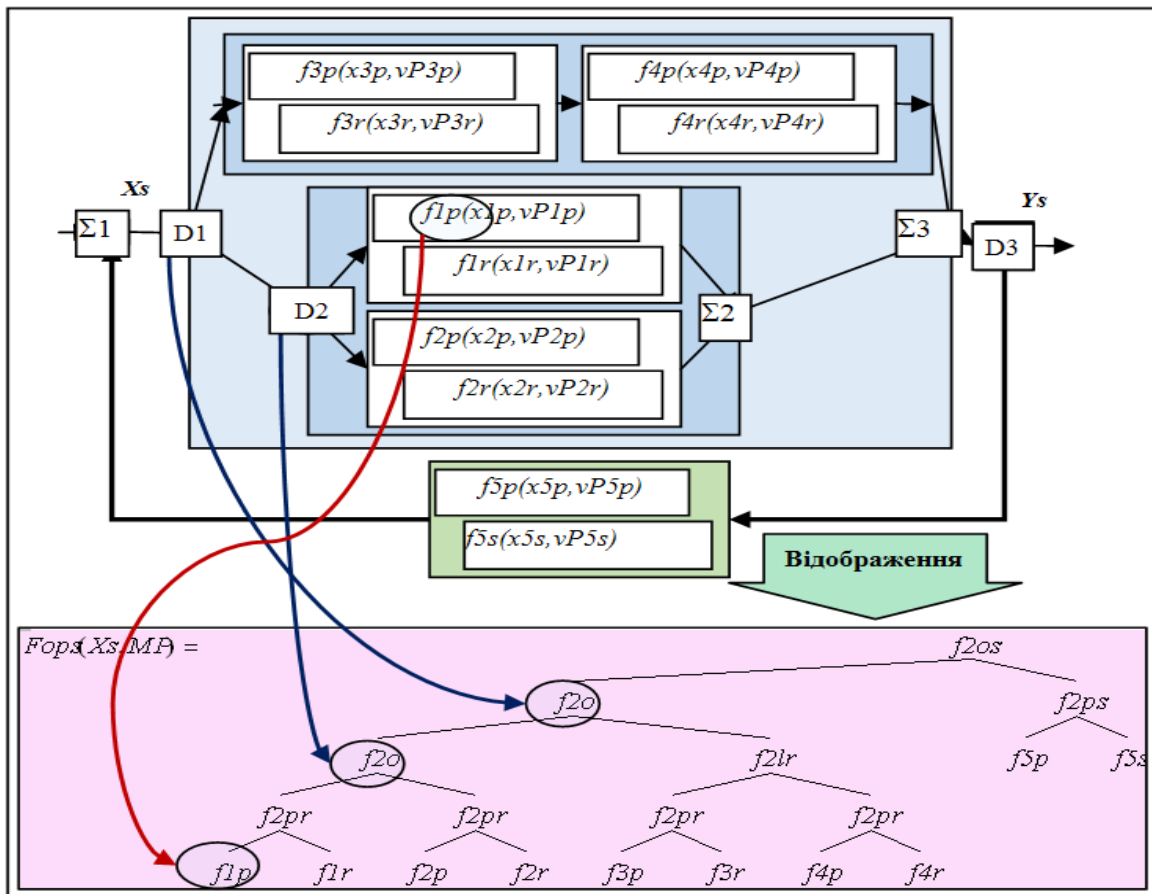 f3p(x3p,vP3p) f4p(x4p,vP4p)
f3r(x3r,vP3r) f4r(x4r,vP4r)
Xs f1p(x1p,vP1p) Ys
Σ1 D1 Σ3 D3
f1r(x1r,vP1r)
D2 Σ2
f2p(x2p,vP2p)
f2r(x2r,vP2r)
f5p(x5p,vP5p)
f5s(x5s,vP5s)
Відображення
Fops(Xs,MP) = f2os
f2o f2ps
f2o f2lr f5p f5s
f2pr f2pr f2pr f2pr
f1p f1r f2p f2r f3p f3r f4p f4r